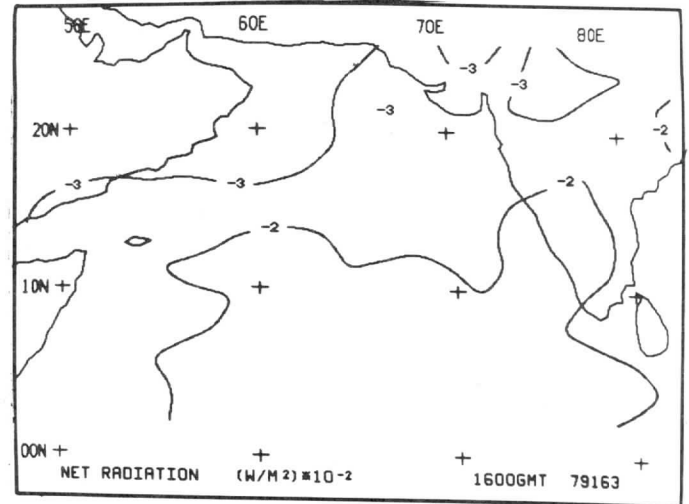 50E 60E 70E 80E
-3
-3
-3
20N
-2
-3 -3 -2
-2
10N
00N
NET RADIATION (W/M²)*10⁻² 1600GMT 79163